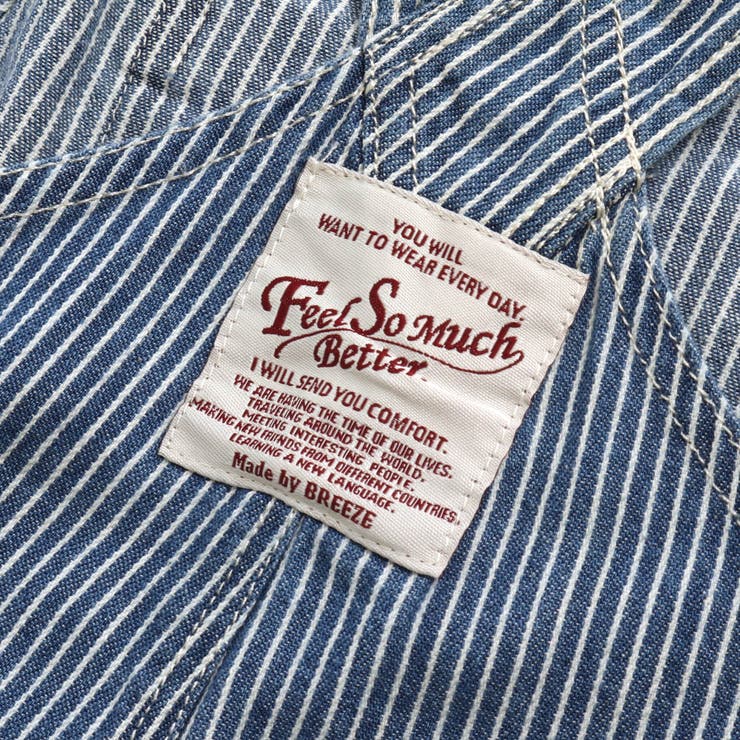 YOU WILL
WANT TO WEAR EVERY DAY.
Feel So Much
Better.
I WILL SEND YOU COMFORT.
WE ARE HAVING THE TIME OF OUR LIVES.
TRAVELING AROUND THE WORLD.
MEETING INTERESTING PEOPLE.
MAKING NEW FRIENDS FROM DIFFERENT COUNTRIES.
LEARNING A NEW LANGUAGE.
Made by BREEZE